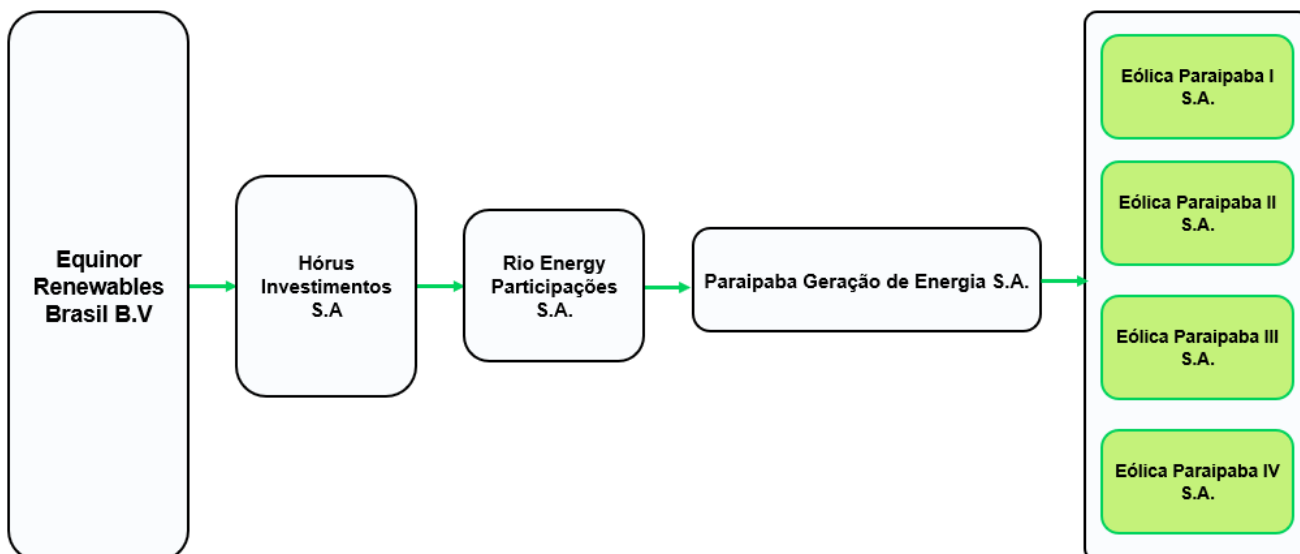 Equinor
Renewables
Brasil B.V
Hórus
Investimentos
S.A
Rio Energy
Participações
S.A.
Paraipaba Geração de Energia S.A.
Eólica Paraipaba I
S.A.
Eólica Paraipaba II
S.A.
Eólica Paraipaba III
S.A.
Eólica Paraipaba IV
S.A.